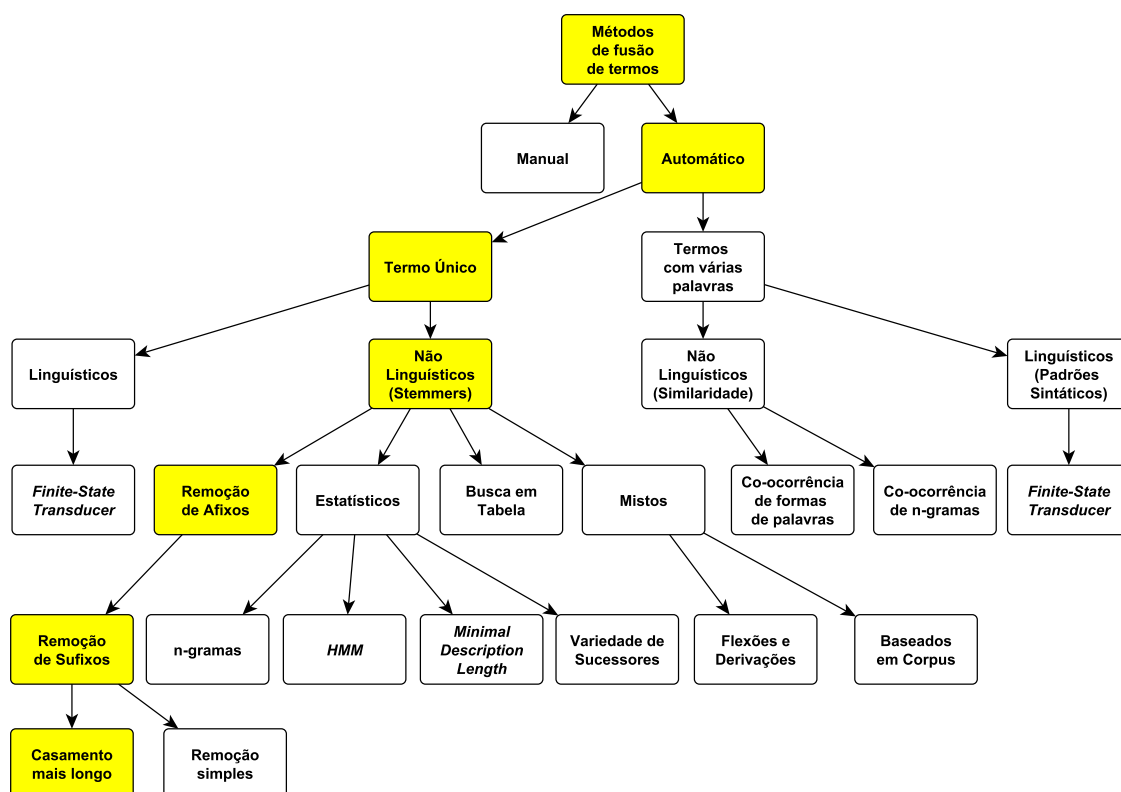 Métodos
de fusão
de termos
Manual
Automático
Termo Único
Termos
com várias
palavras
Linguísticos
Não
Linguísticos
(Stemmers)
Não
Linguísticos
(Similaridade)
Linguísticos
(Padrões
Sintáticos)
Finite-State
Transducer
Remoção
de Afixos
Estatísticos
Busca em
Tabela
Mistos
Co-ocorrência
de formas
de palavras
Co-ocorrência
de n-gramas
Finite-State
Transducer
Remoção
de Sufixos
n-gramas
HMM
Minimal
Description
Length
Variedade de
Sucessores
Flexões e
Derivações
Baseados
em Corpus
Casamento
mais longo
Remoção
simples